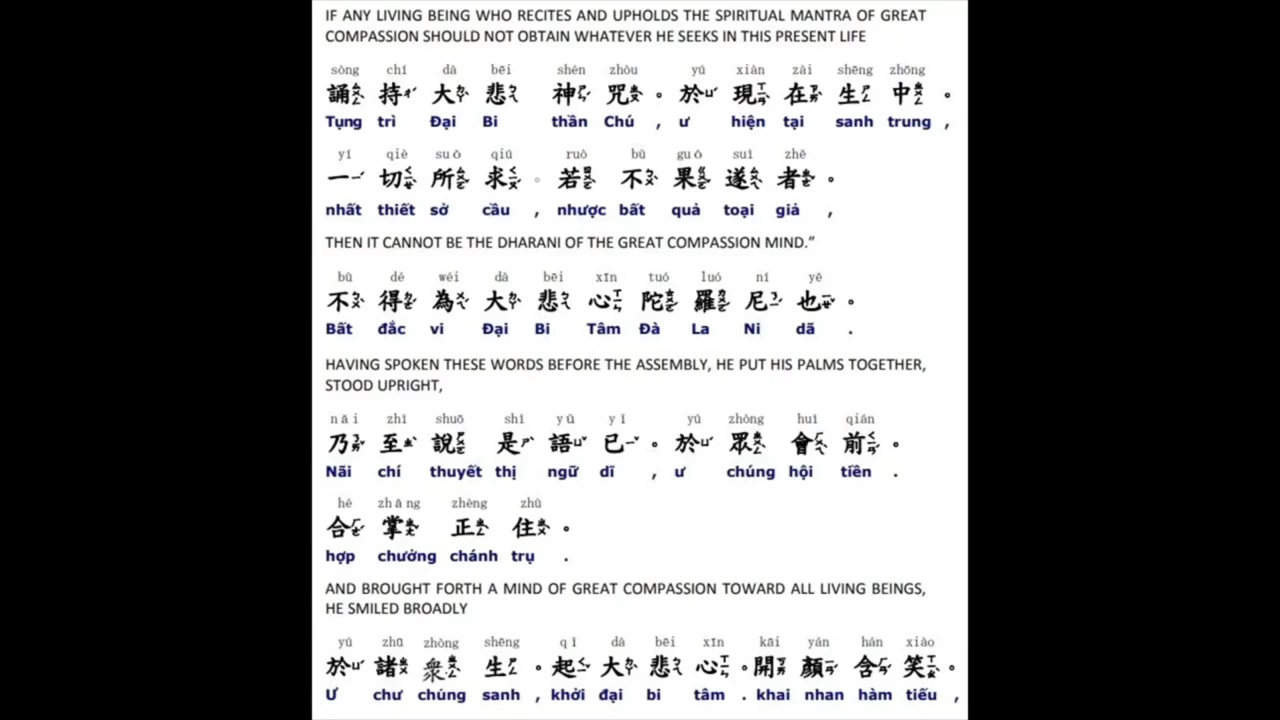 IF ANY LIVING BEING WHO RECITES AND UPHOLDS THE SPIRITUAL MANTRA OF GREAT
COMPASSION SHOULD NOT OBTAIN WHATEVER HE SEEKS IN THIS PRESENT LIFE
sòng chí dà bēi shén zhòu yú xiàn zài shēng zhōng
誦持大悲神咒。於現在生中。
Tụng trì Đại Bi thần Chú , ư hiện tại sanh trung ,
yí qiè suǒ qiú ruò bù guǒ suì zhě
一切所求。若不果遂者。
nhất thiết sở cầu , nhược bất quả toại giả ,
THEN IT CANNOT BE THE DHARANI OF THE GREAT COMPASSION MIND.”
bù dé wéi dà bēi xīn tuó luó ní yě
不得為大悲心陀羅尼也。
Bất đắc vi Đại Bi Tâm Đà La Ni dã .
HAVING SPOKEN THESE WORDS BEFORE THE ASSEMBLY, HE PUT HIS PALMS TOGETHER,
STOOD UPRIGHT,
nǎi zhì shuō shì yǔ yǐ yú zhòng huì qián
乃至說是語已。於眾會前。
Nãi chí thuyết thị ngữ dĩ , ư chúng hội tiền .
hé zhǎng zhèng zhù
合掌正住。
hợp chưởng chánh trụ .
AND BROUGHT FORTH A MIND OF GREAT COMPASSION TOWARD ALL LIVING BEINGS,
HE SMILED BROADLY
yú zhū zhòng shēng qǐ dà bēi xīn kāi yán hán xiào
於諸衆生。起大悲心。開顏含笑。
Ư chư chúng sanh , khởi đại bi tâm . khai nhan hàm tiếu ,